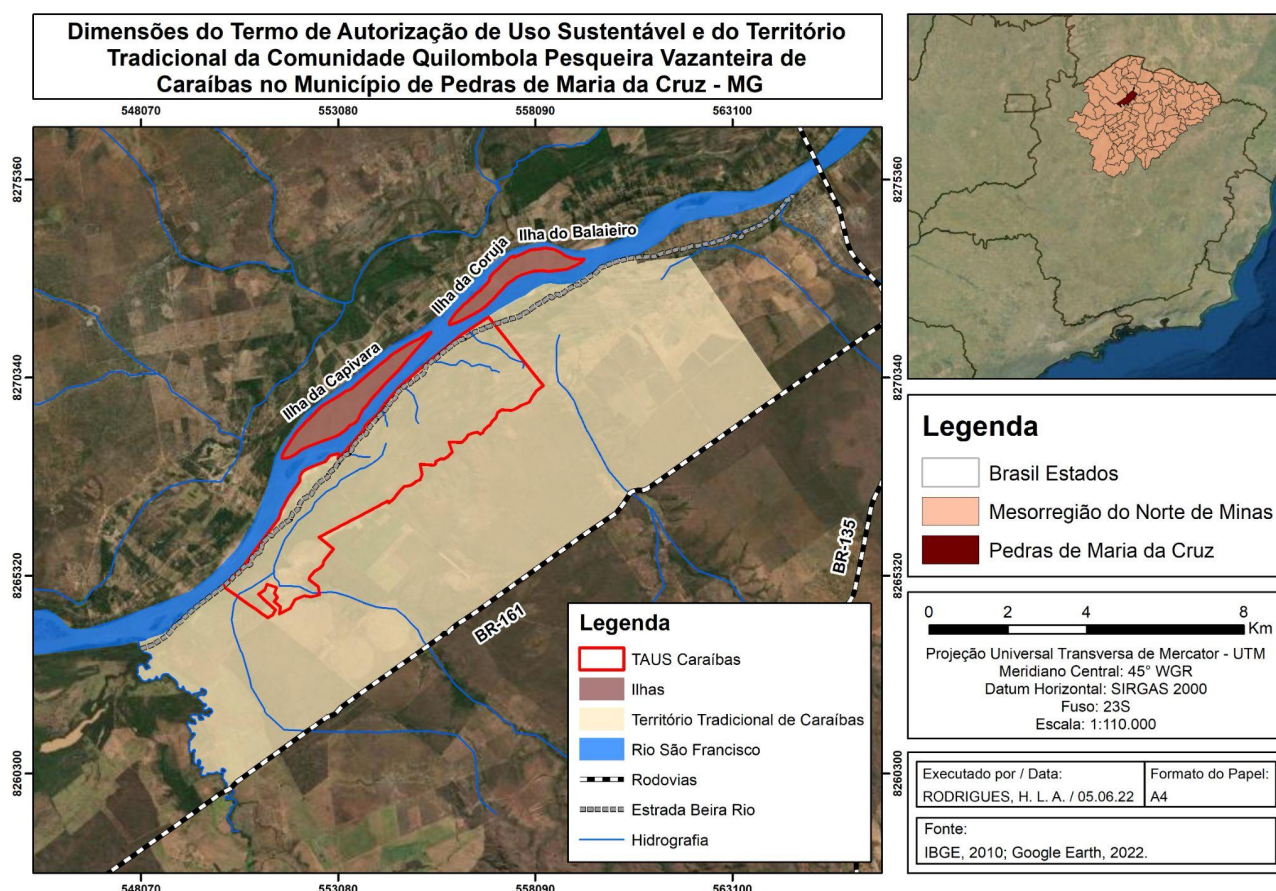 Dimensões do Termo de Autorização de Uso Sustentável e do Território
Tradicional da Comunidade Quilombola Pesqueira Vazanteira de
Caraíbas no Município de Pedras de Maria da Cruz - MG
548070
553080
558090
563100
8275360
8275360
8270340
8270340
8265320
8265320
8260300
8260300
Ilha do Balaieiro
Ilha da Coruja
Ilha da Capivara
BR-135
BR-161
Legenda
TAUS Caraíbas
Ilhas
Território Tradicional de Caraíbas
Rio São Francisco
Rodovias
Estrada Beira Rio
Hidrografia
548070
553080
558090
563100
Legenda
Brasil Estados
Mesorregião do Norte de Minas
Pedras de Maria da Cruz
0 2 4 8
Km
Projeção Universal Transversa de Mercator - UTM
Meridiano Central: 45° WGR
Datum Horizontal: SIRGAS 2000
Fuso: 23S
Escala: 1:110.000
Executado por / Data:
RODRIGUES, H. L. A. / 05.06.22
Formato do Papel:
A4
Fonte:
IBGE, 2010; Google Earth, 2022.